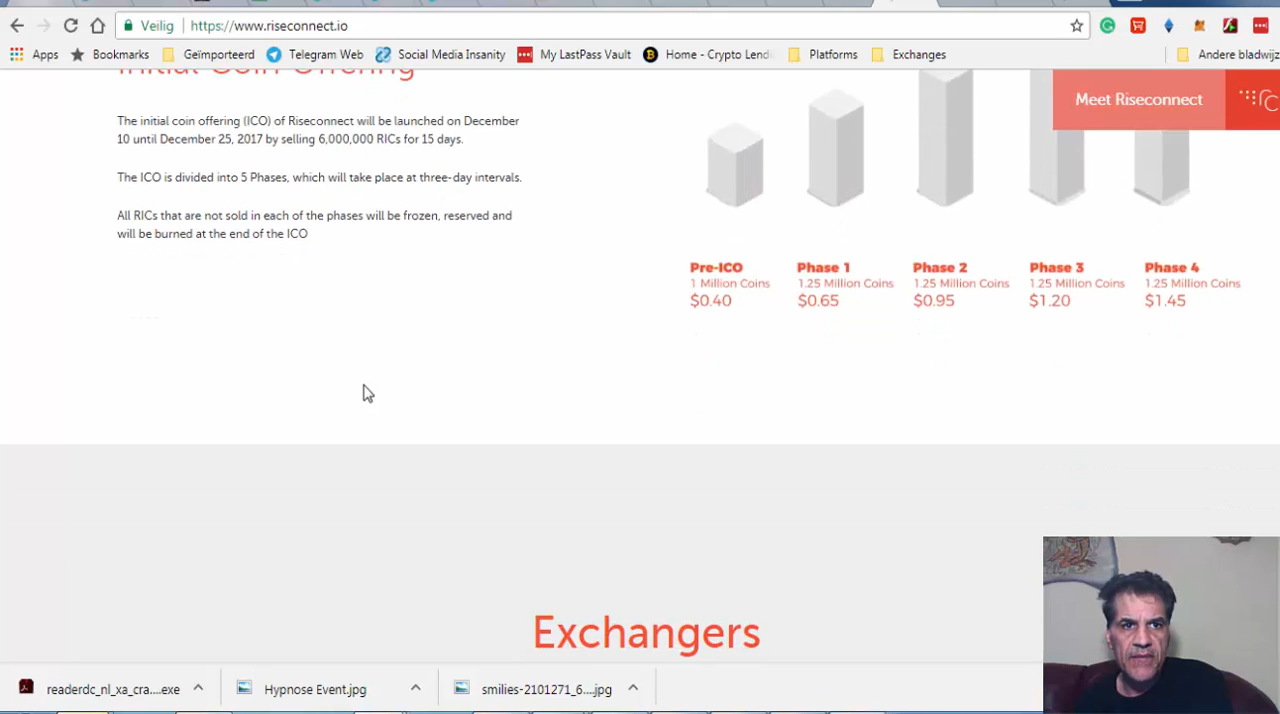 Veilig https://www.riseconnect.io
Apps Bookmarks Geïmporteerd Telegram Web Social Media Insanity My LastPass Vault Home - Crypto Lendi Platforms Exchanges Andere bladwijz
Initial Coin Offering
Meet Riseconnect
The initial coin offering (ICO) of Riseconnect will be launched on December
10 until December 25, 2017 by selling 6,000,000 RICs for 15 days.
The ICO is divided into 5 Phases, which will take place at three-day intervals.
All RICs that are not sold in each of the phases will be frozen, reserved and
will be burned at the end of the ICO
Pre-ICO Phase 1 Phase 2 Phase 3 Phase 4
1 Million Coins 1.25 Million Coins 1.25 Million Coins 1.25 Million Coins 1.25 Million Coins
$0.40 $0.65 $0.95 $1.20 $1.45
Exchangers
readerdc_nl_xa_cra....exe Hypnose Event.jpg smilies-2101271_6....jpg